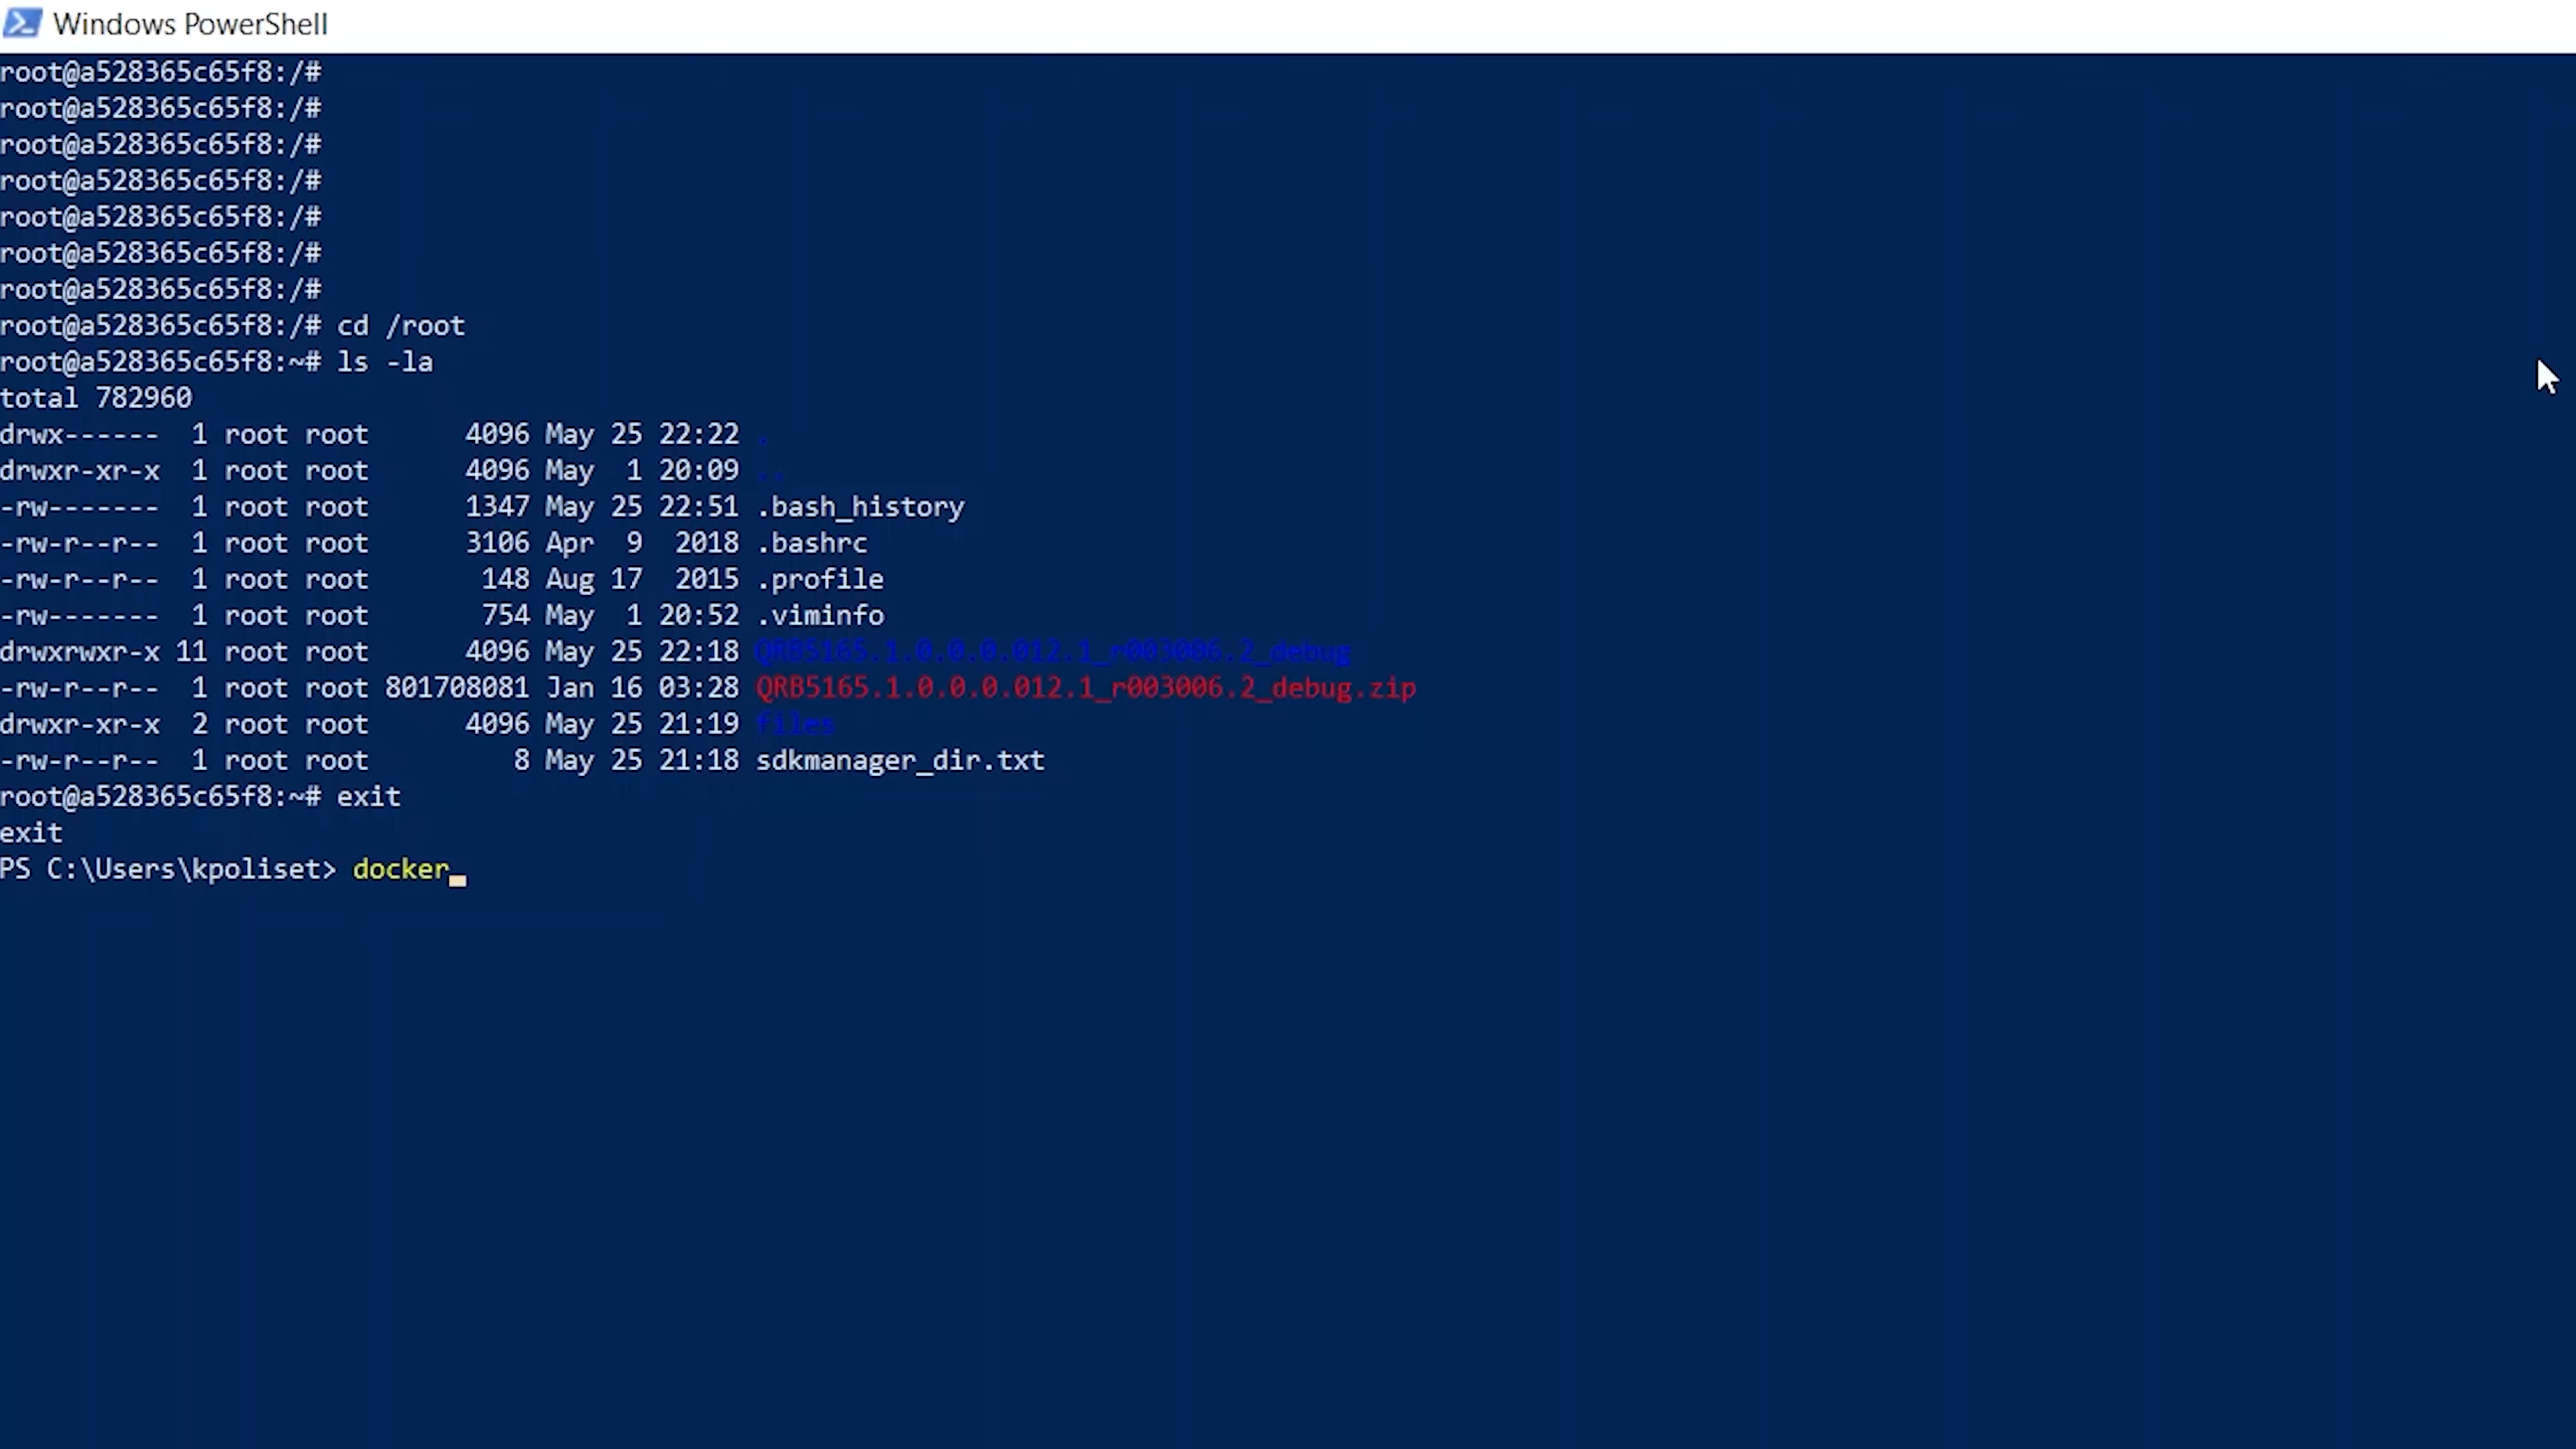 Windows PowerShell
root@a528365c65f8:/#
root@a528365c65f8:/#
root@a528365c65f8:/#
root@a528365c65f8:/#
root@a528365c65f8:/#
root@a528365c65f8:/#
root@a528365c65f8:/#
root@a528365c65f8:/# cd /root
root@a528365c65f8:~# ls -la
total 782960
drwx------  1 root root      4096 May 25 22:22 .
drwxr-xr-x  1 root root      4096 May  1 20:09 ..
-rw-------  1 root root      1347 May 25 22:51 .bash_history
-rw-r--r--  1 root root      3106 Apr  9  2018 .bashrc
-rw-r--r--  1 root root       148 Aug 17  2015 .profile
-rw-------  1 root root       754 May  1 20:52 .viminfo
drwxrwxr-x 11 root root      4096 May 25 22:18 QRB5165.1.0.0.0.012.1_r003006.2_debug
-rw-r--r--  1 root root 801708081 Jan 16 03:28 QRB5165.1.0.0.0.012.1_r003006.2_debug.zip
drwxr-xr-x  2 root root      4096 May 25 21:19 files
-rw-r--r--  1 root root         8 May 25 21:18 sdkmanager_dir.txt
root@a528365c65f8:~# exit
exit
PS C:\Users\kpoliset> docker